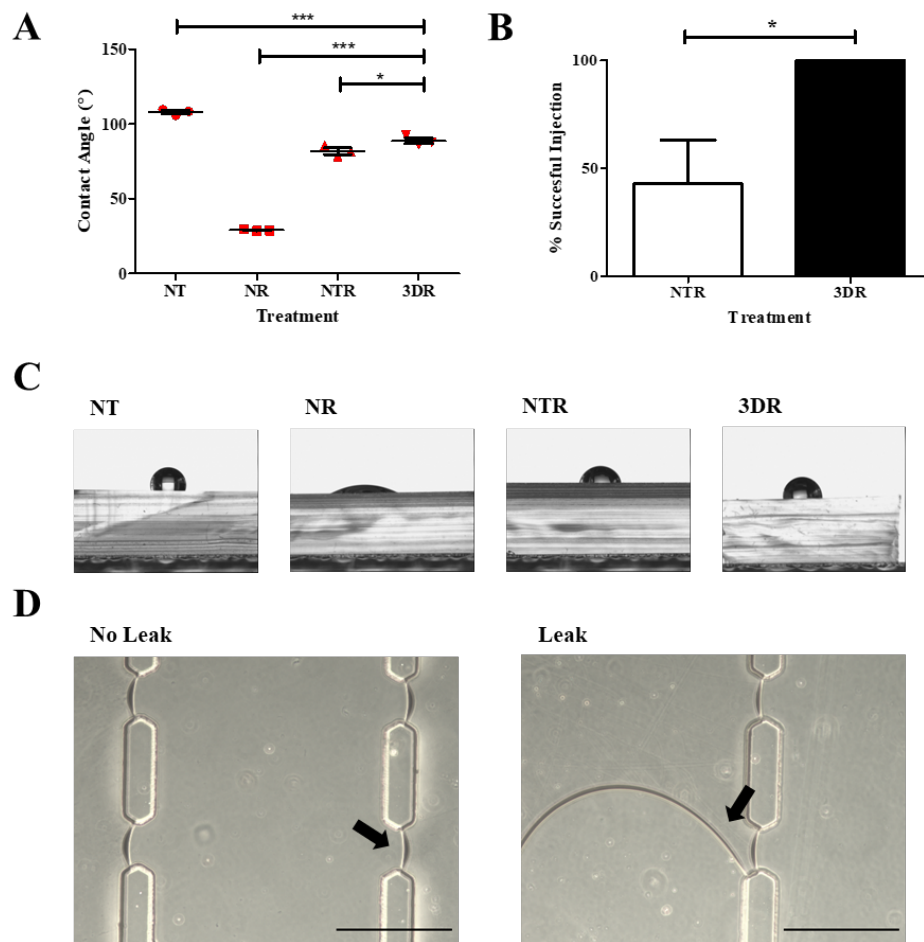 A
***
***
*
150
100
50
0
Contact Angle (°)
NT NR NTR 3DR
Treatment
B
*
100
50
0
% Succesful Injection
NTR 3DR
Treatment
C
NT NR NTR 3DR
D
No Leak Leak